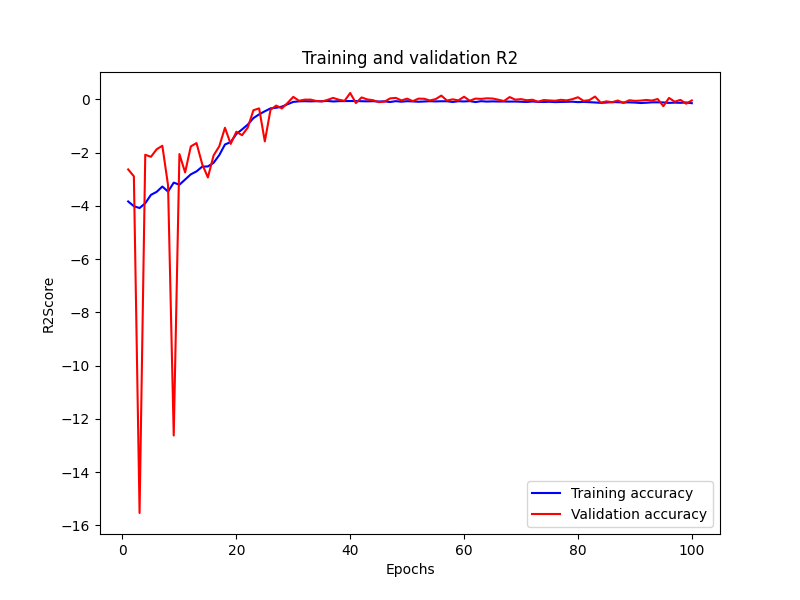 Training and validation R2
0
−2
−4
−6
−8
−10
−12
−14
−16
R2Score
0 20 40 60 80 100
Epochs
Training accuracy
Validation accuracy